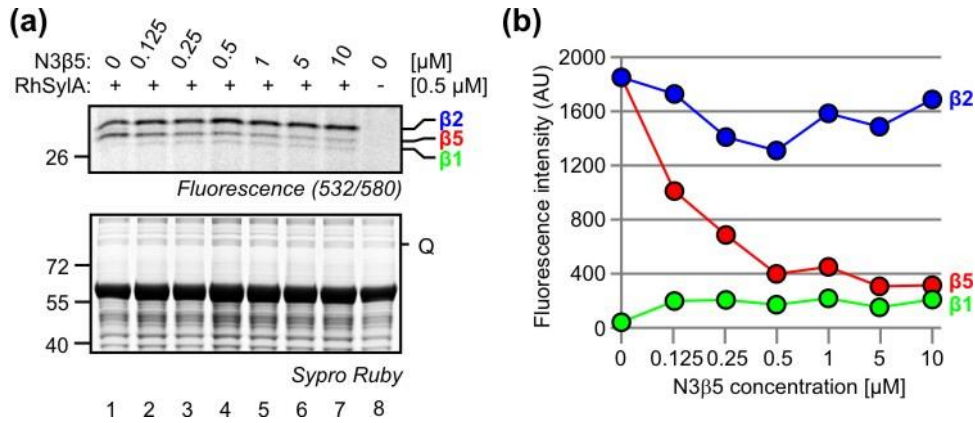 (a)
N3β5: 0 0.125 0.25 0.5 1 5 10 0 [µM]
RhSylA: + + + + + + + - [0.5 µM]
β2
β5
β1
26
Fluorescence (532/580)
Q
72
55
40
Sypro Ruby
1 2 3 4 5 6 7 8
(b)
Fluorescence intensity (AU)
2000
1600
1200
800
400
0
β2
β5
β1
0 0.125 0.25 0.5 1 5 10
N3β5 concentration [µM]